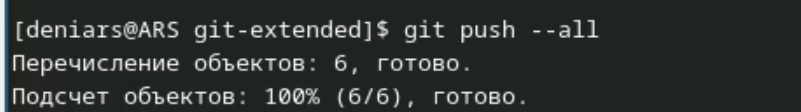 [deniars@ARS git-extended]$ git push --all
Перечисление объектов: 6, готово.
Подсчет объектов: 100% (6/6), готово.